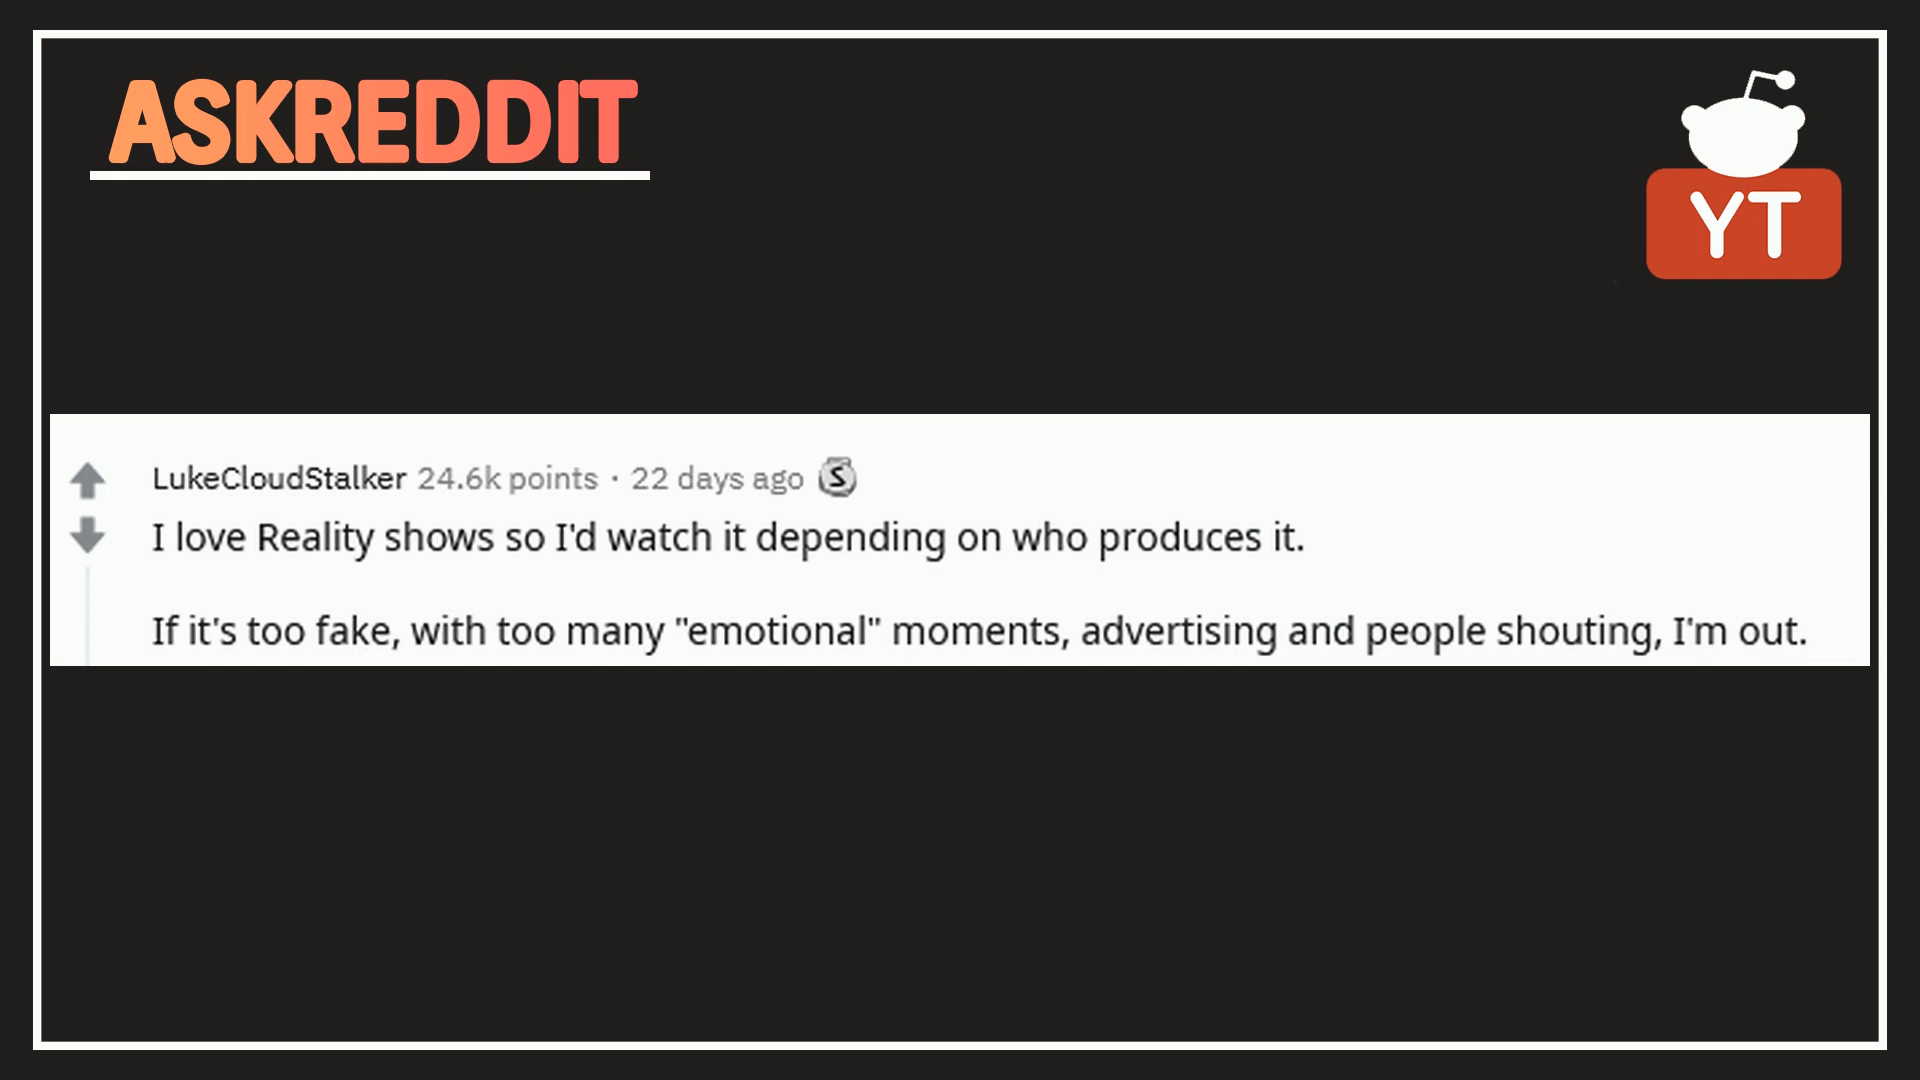 ASKREDDIT
YT
LukeCloudStalker 24.6k points · 22 days ago S
I love Reality shows so I'd watch it depending on who produces it.
If it's too fake, with too many "emotional" moments, advertising and people shouting, I'm out.